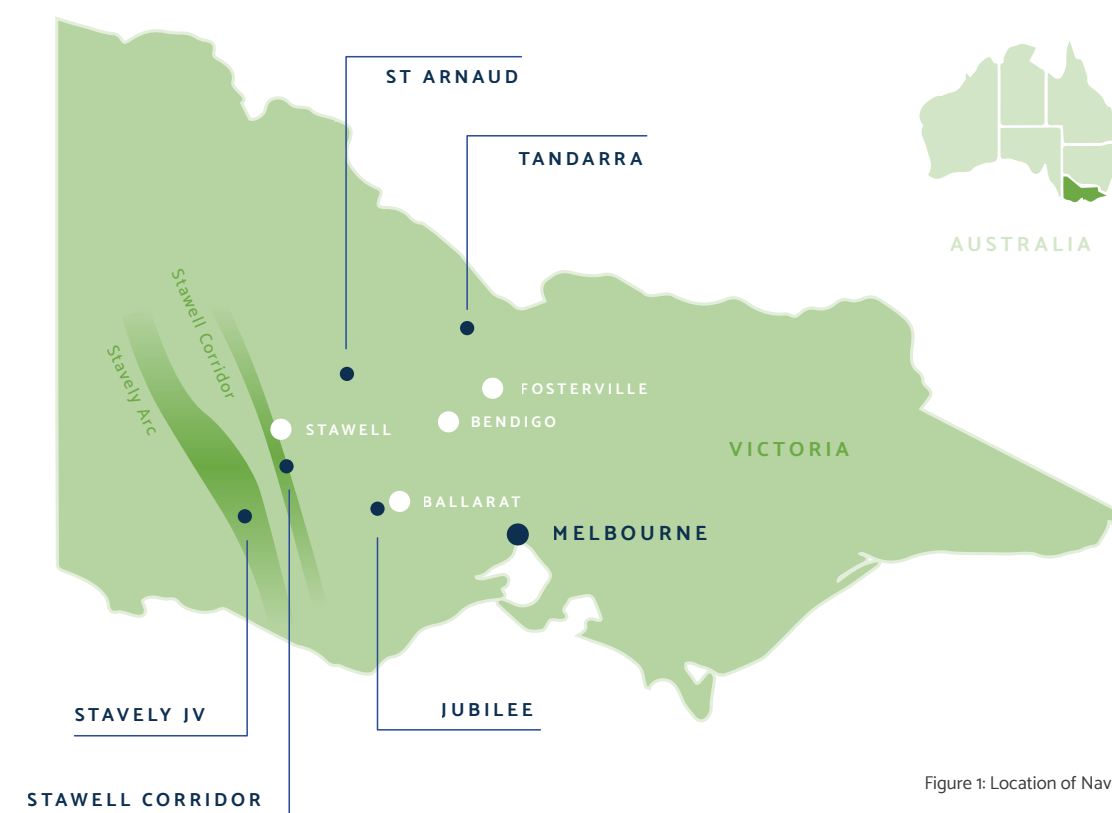 ST ARNAUD
TANDARRA
AUSTRALIA
Stawell Corridor
Stavely Arc
FOSTERVILLE
BENDIGO
STAWELL
VICTORIA
BALLARAT
MELBOURNE
STAVELY JV
JUBILEE
Figure 1: Location of Nav
STAWELL CORRIDOR